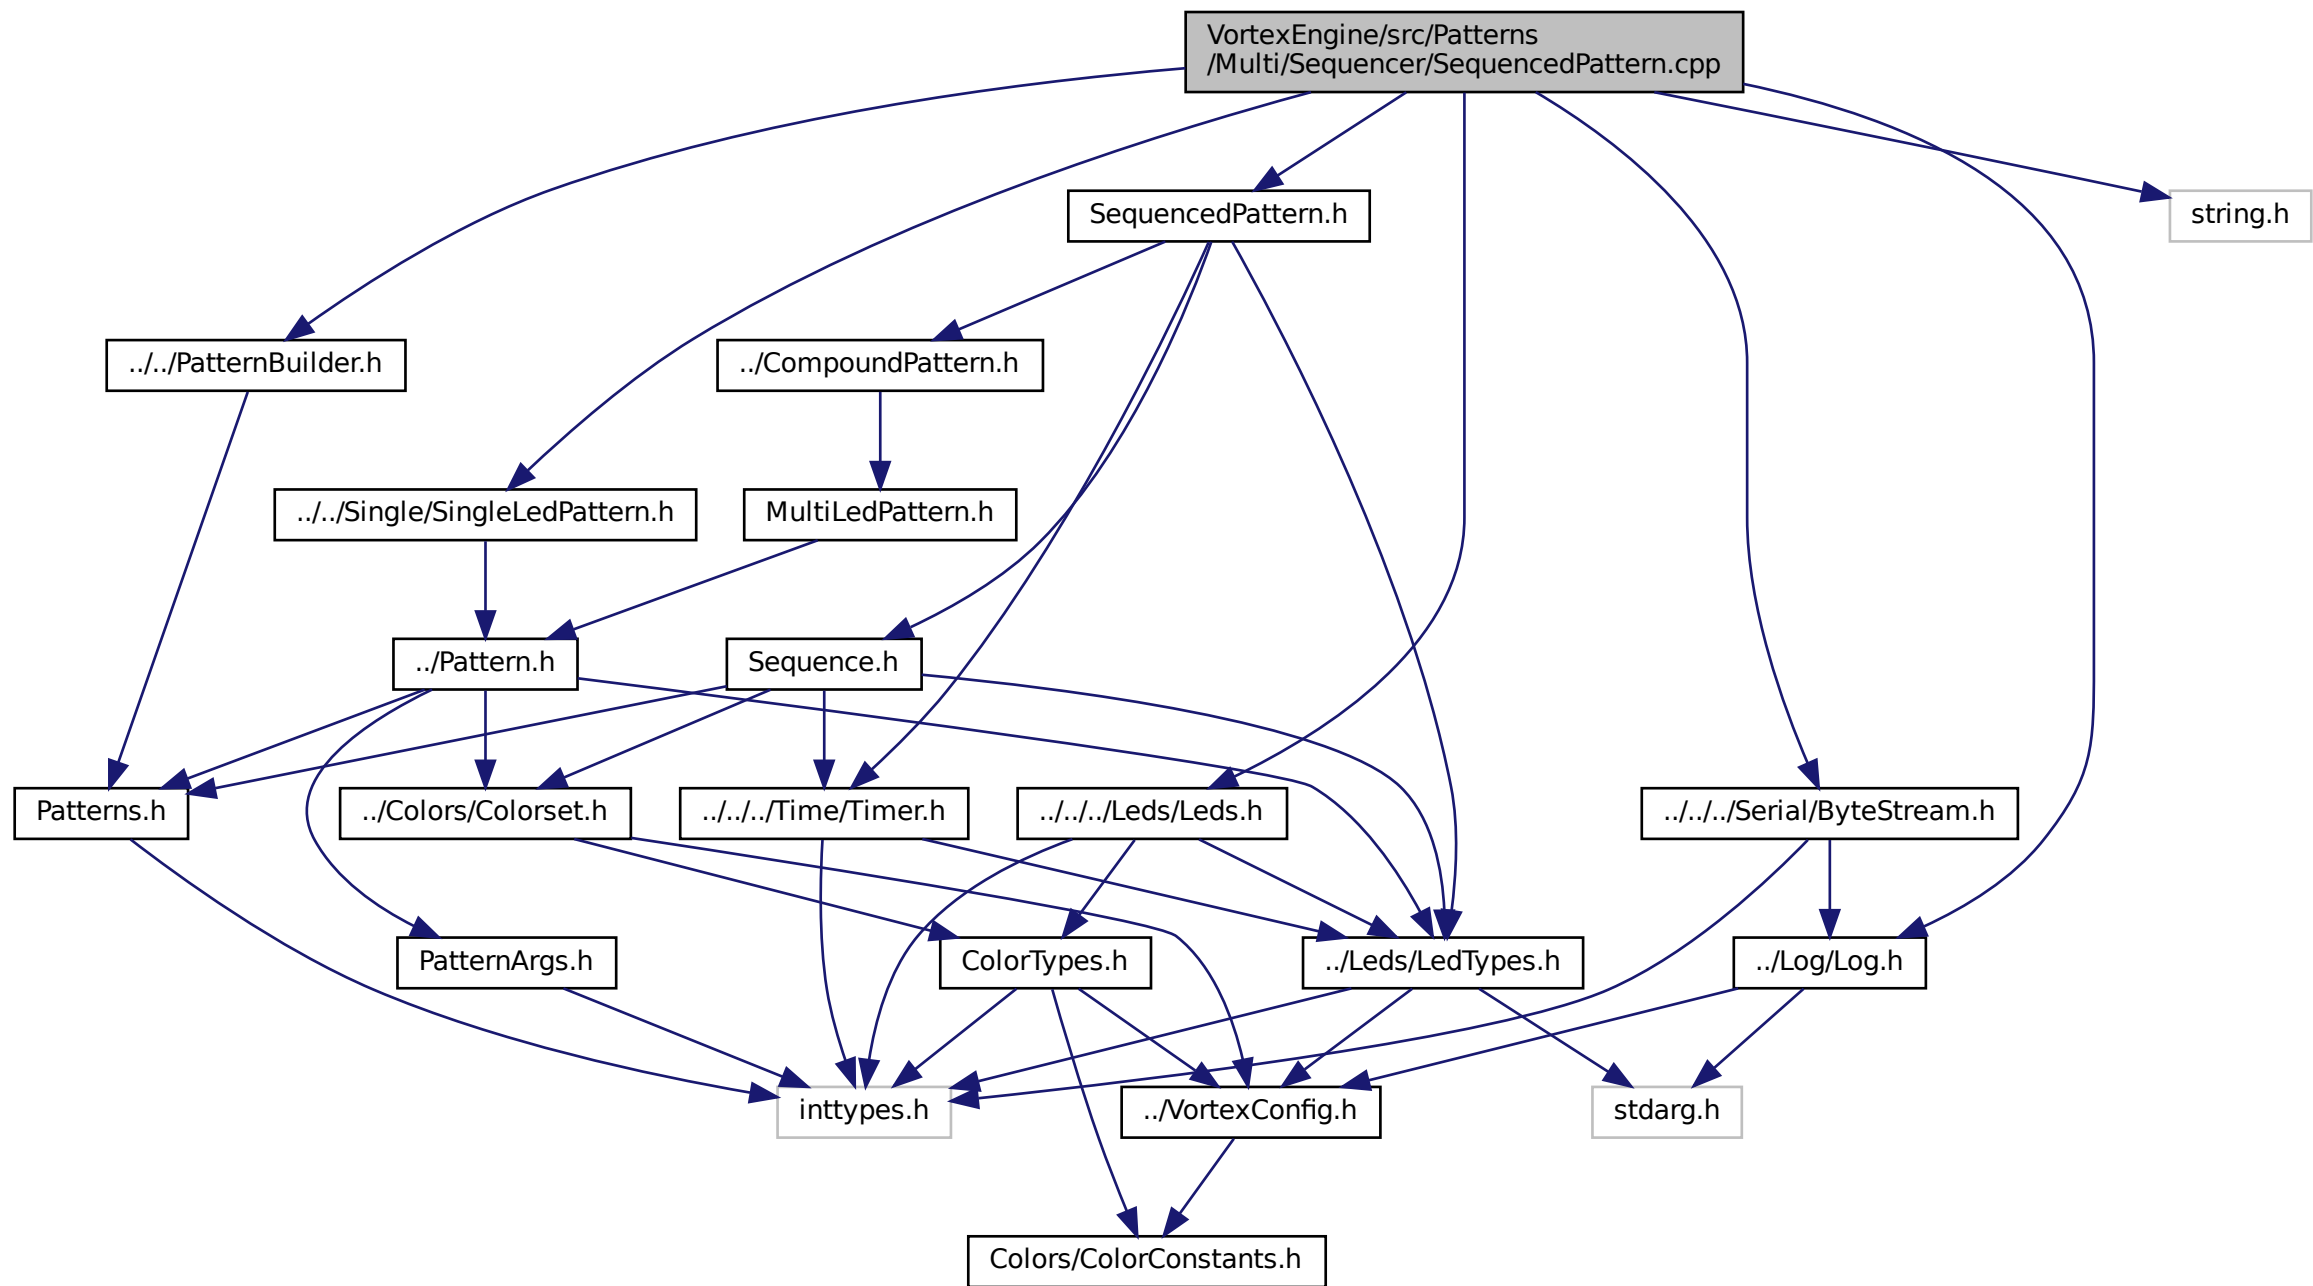 VortexEngine/src/Patterns
/Multi/Sequencer/SequencedPattern.cpp
SequencedPattern.h
string.h
../../PatternBuilder.h
../CompoundPattern.h
../../Single/SingleLedPattern.h
MultiLedPattern.h
../Pattern.h
Sequence.h
Patterns.h
../Colors/Colorset.h
../../../Time/Timer.h
../../../Leds/Leds.h
../../../Serial/ByteStream.h
PatternArgs.h
ColorTypes.h
../Leds/LedTypes.h
../Log/Log.h
inttypes.h
../VortexConfig.h
stdarg.h
Colors/ColorConstants.h